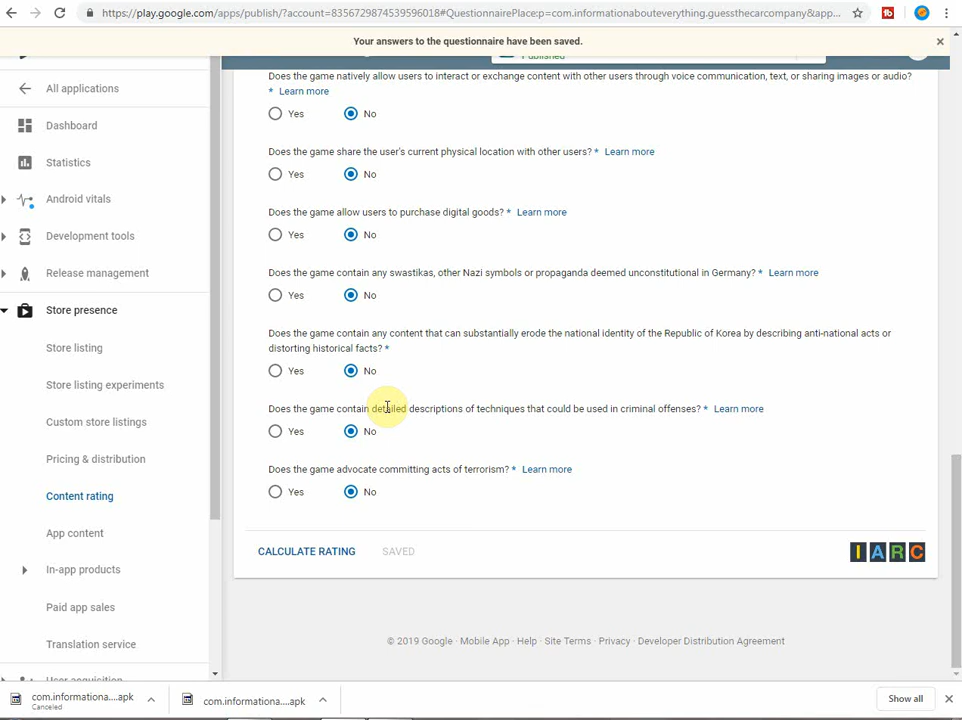 https://play.google.com/apps/publish/?account=8356729874539596018#QuestionnairePlace:p=com.informationabouteverything.guessthecarcompany&app...
Your answers to the questionnaire have been saved.
Published
All applications
Dashboard
Statistics
Android vitals
Development tools
Release management
Store presence
Store listing
Store listing experiments
Custom store listings
Pricing & distribution
Content rating
App content
In-app products
Paid app sales
Translation service
User acquisition
Does the game natively allow users to interact or exchange content with other users through voice communication, text, or sharing images or audio?
* Learn more
Yes No
Does the game share the user's current physical location with other users? * Learn more
Yes No
Does the game allow users to purchase digital goods? * Learn more
Yes No
Does the game contain any swastikas, other Nazi symbols or propaganda deemed unconstitutional in Germany? * Learn more
Yes No
Does the game contain any content that can substantially erode the national identity of the Republic of Korea by describing anti-national acts or
distorting historical facts? *
Yes No
Does the game contain detailed descriptions of techniques that could be used in criminal offenses? * Learn more
Yes No
Does the game advocate committing acts of terrorism? * Learn more
Yes No
CALCULATE RATING SAVED
IARC
© 2019 Google · Mobile App · Help · Site Terms · Privacy · Developer Distribution Agreement
com.informationa....apk
Canceled
com.informationa....apk
Show all